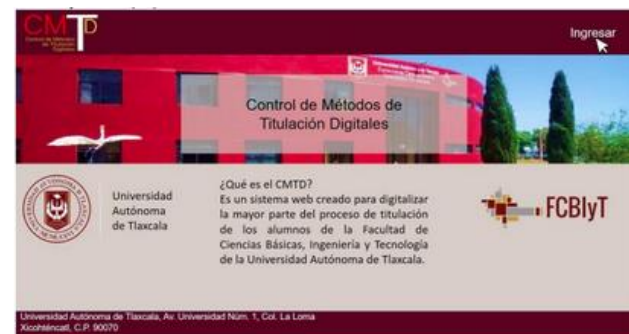 CMTD
Control de Métodos
de Titulación
Digitales
Ingresar
Control de Métodos de
Titulación Digitales
Universidad
Autónoma
de Tlaxcala
¿Qué es el CMTD?
Es un sistema web creado para digitalizar
la mayor parte del proceso de titulación
de los alumnos de la Facultad de
Ciencias Básicas, Ingeniería y Tecnología
de la Universidad Autónoma de Tlaxcala.
FCBIyT
Universidad Autónoma de Tlaxcala, Av. Universidad Núm. 1, Col. La Loma
Xicohténcatl, C.P. 90070